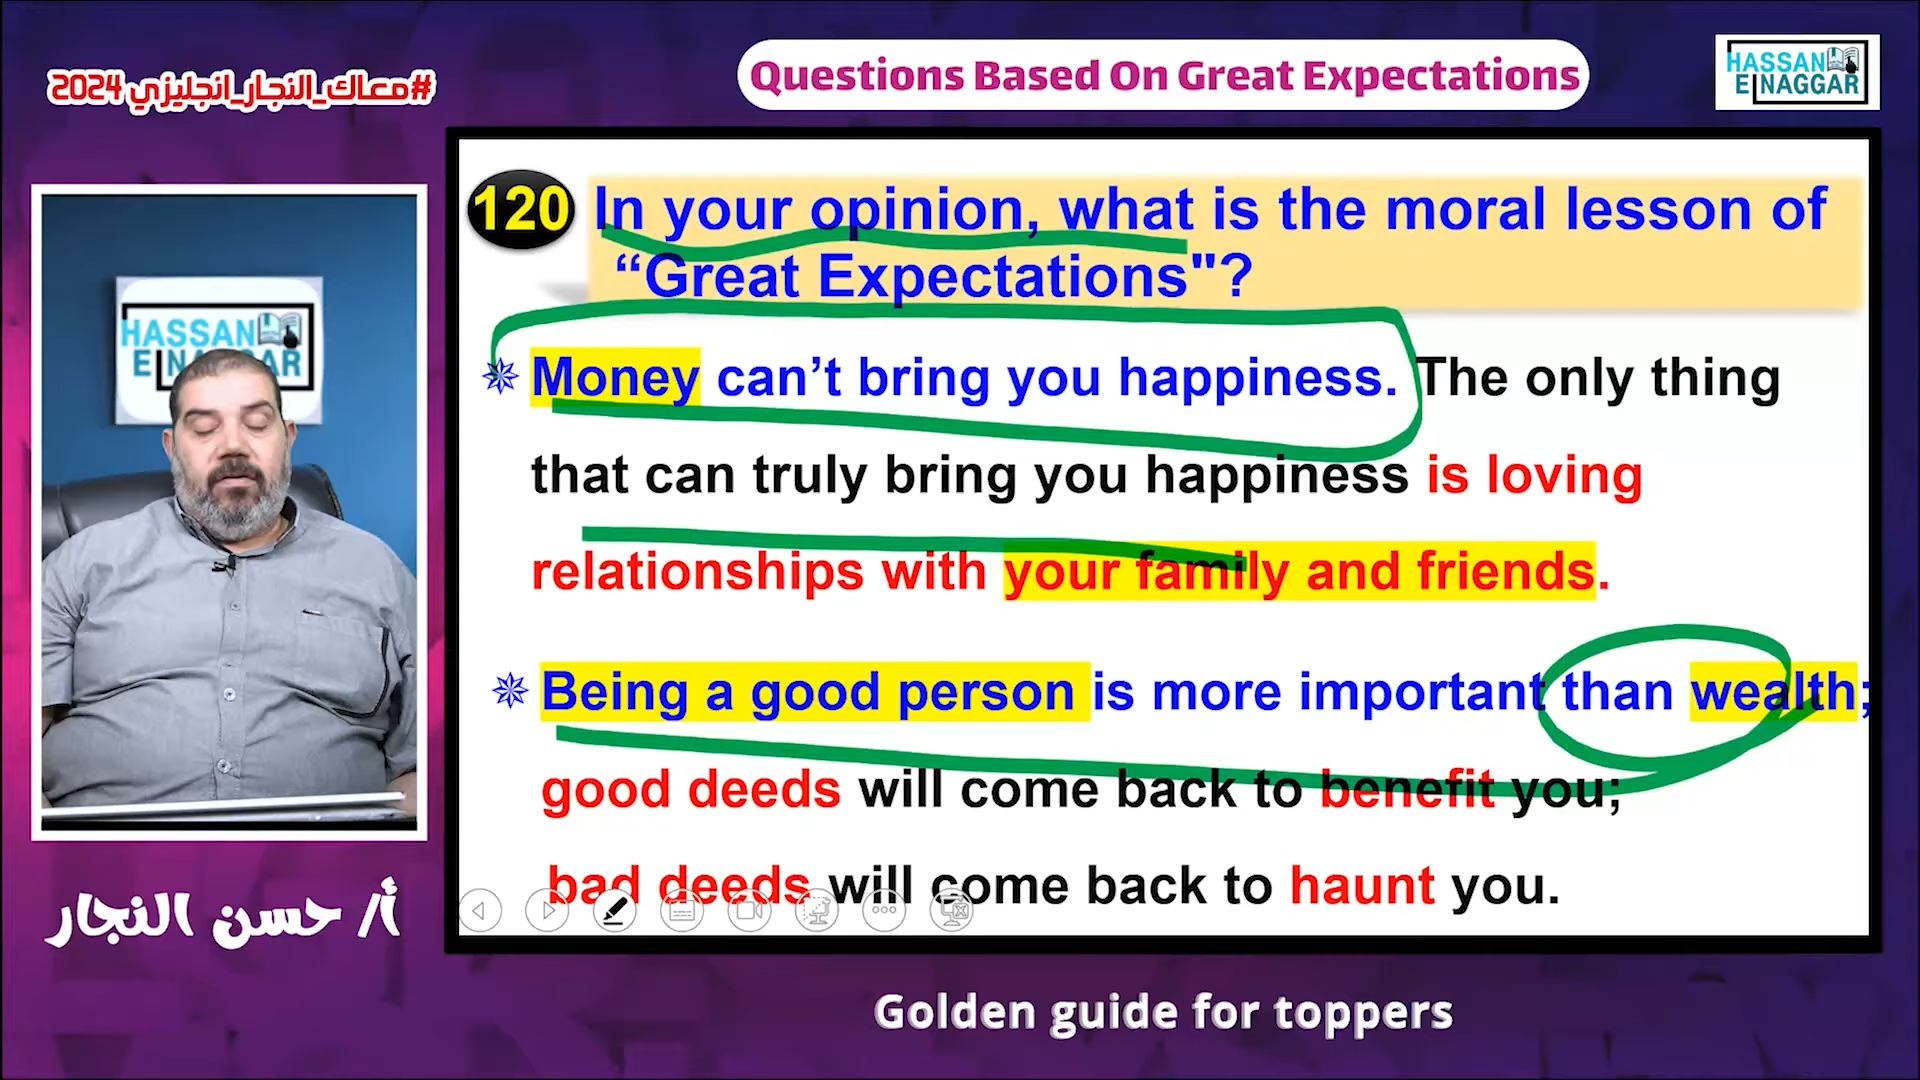 #معاك_النجار_انجليزي 2024
Questions Based On Great Expectations
HASSAN
ELNAGGAR
120 In your opinion, what is the moral lesson of
“Great Expectations"?
Money can’t bring you happiness. The only thing
that can truly bring you happiness is loving
relationships with your family and friends.
Being a good person is more important than wealth;
good deeds will come back to benefit you;
bad deeds will come back to haunt you.
HASSAN
ELNAGGAR
أ/ حسن النجار
Golden guide for toppers